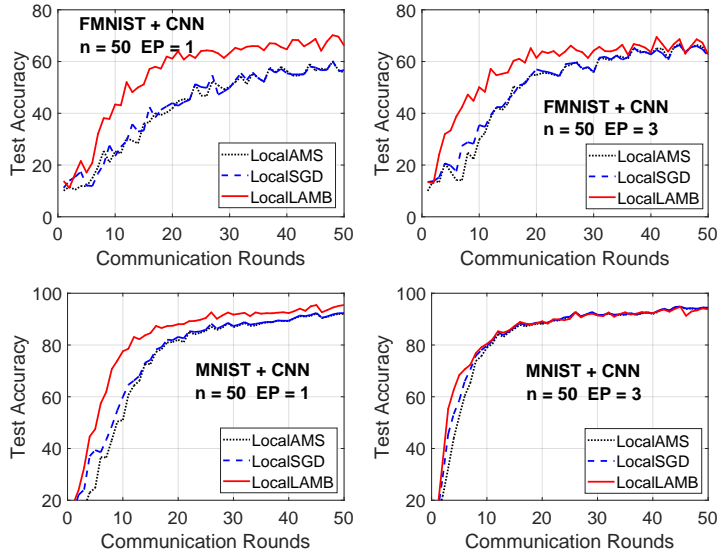 80
60
40
20
0
Test Accuracy
FMNIST + CNN
n = 50 EP = 1
LocalAMS
LocalSGD
LocalLAMB
0 10 20 30 40 50
Communication Rounds
80
60
40
20
0
Test Accuracy
FMNIST + CNN
n = 50 EP = 3
LocalAMS
LocalSGD
LocalLAMB
0 10 20 30 40 50
Communication Rounds
100
80
60
40
20
Test Accuracy
MNIST + CNN
n = 50 EP = 1
LocalAMS
LocalSGD
LocalLAMB
0 10 20 30 40 50
Communication Rounds
100
80
60
40
20
Test Accuracy
MNIST + CNN
n = 50 EP = 3
LocalAMS
LocalSGD
LocalLAMB
0 10 20 30 40 50
Communication Rounds